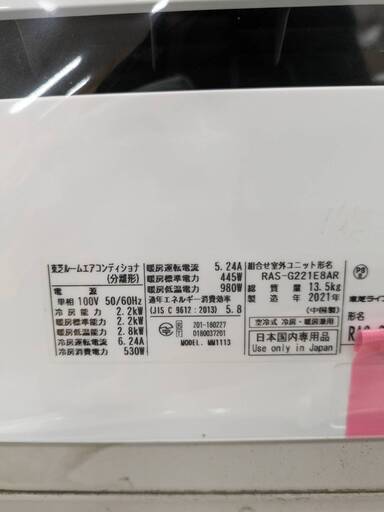 東芝ルームエアコンディショナ
(分離形)
電 源
単相 100V 50/60Hz
冷 房 能 力 2.2kW
暖房標準能力 2.2kW
暖房低温能力 2.8kW
冷房運転電流 6.24A
冷房消費電力 530W
暖房運転電流 5.24A
暖房標準電力 445W
暖房低温電力 980W
通年エネルギー消費効率
(JIS C 9612 : 2013) 5.8
201-160227
0180037201
MODEL: MM1113
組合せ室外ユニット形名
RAS-G221E8AR
総 質 量 13.5kg
製 造 年 2021年
(中国製)
空冷式 冷房・暖房兼用
日本国内専用品
Use only in Japan
PS
E
東芝ライフ
形名